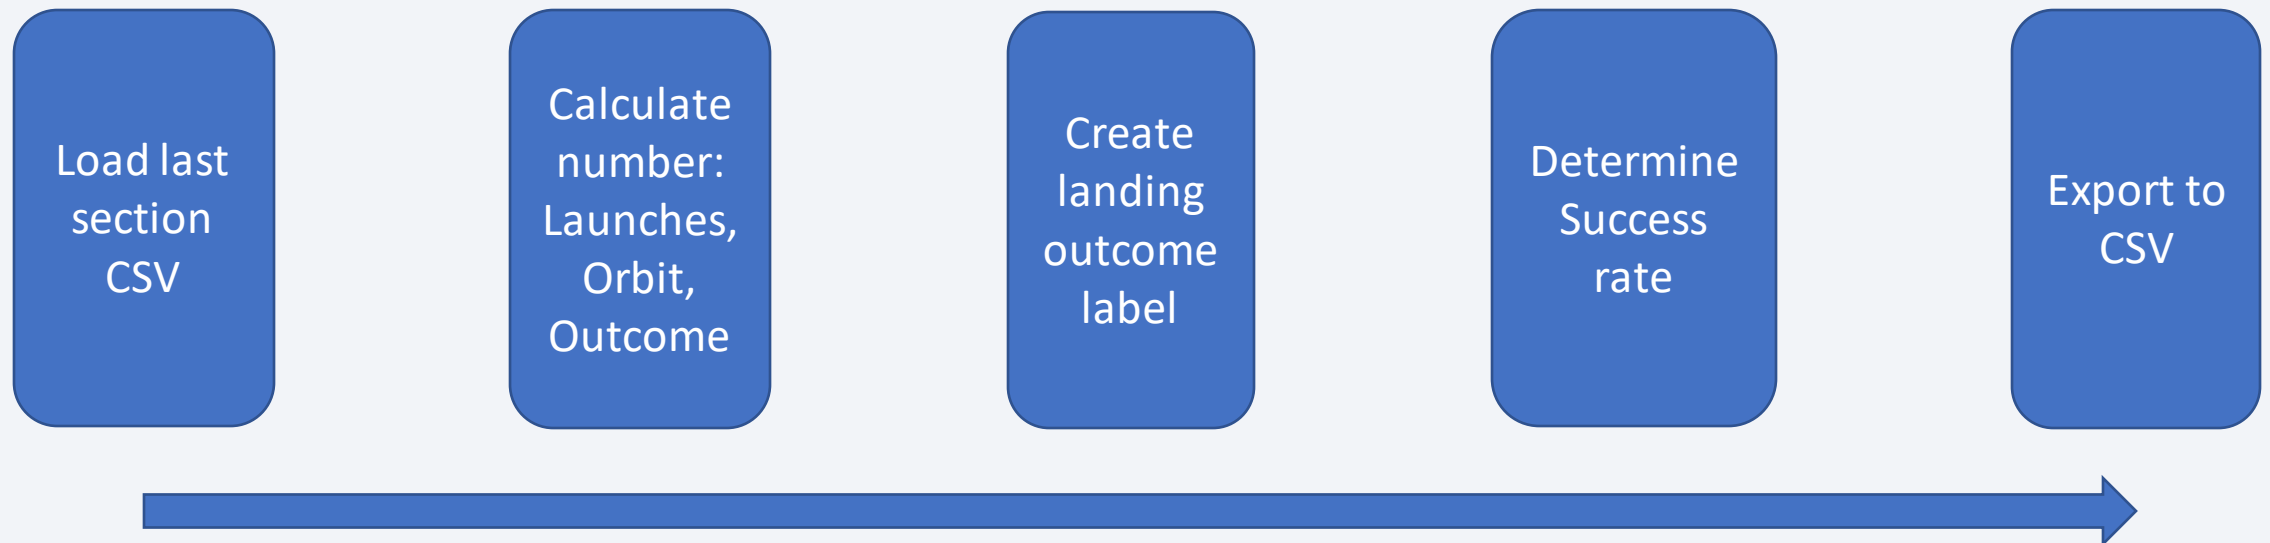 Load last
section
CSV
Calculate
number:
Launches,
Orbit,
Outcome
Create
landing
outcome
label
Determine
Success
rate
Export to
CSV